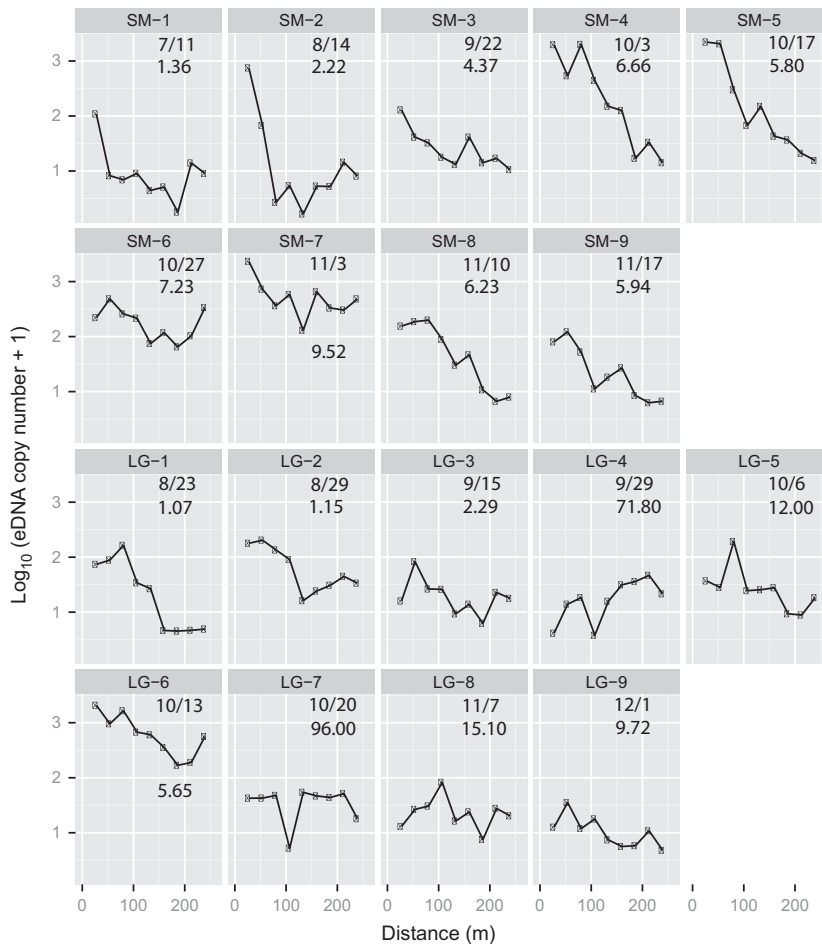 SM−1 SM−2 SM−3 SM−4 SM−5
7/11 8/14 9/22 10/3 10/17
1.36 2.22 4.37 6.66 5.80
3
2
1
SM−6 SM−7 SM−8 SM−9
10/27 11/3 11/10 11/17
7.23 6.23 5.94
9.52
3
2
1
LG−1 LG−2 LG−3 LG−4 LG−5
8/23 8/29 9/15 9/29 10/6
1.07 1.15 2.29 71.80 12.00
3
2
1
LG−6 LG−7 LG−8 LG−9
10/13 10/20 11/7 12/1
96.00 15.10 9.72
5.65
3
2
1
0 100 200 0 100 200 0 100 200 0 100 200 0 100 200
Distance (m)
Log10 (eDNA copy number + 1)